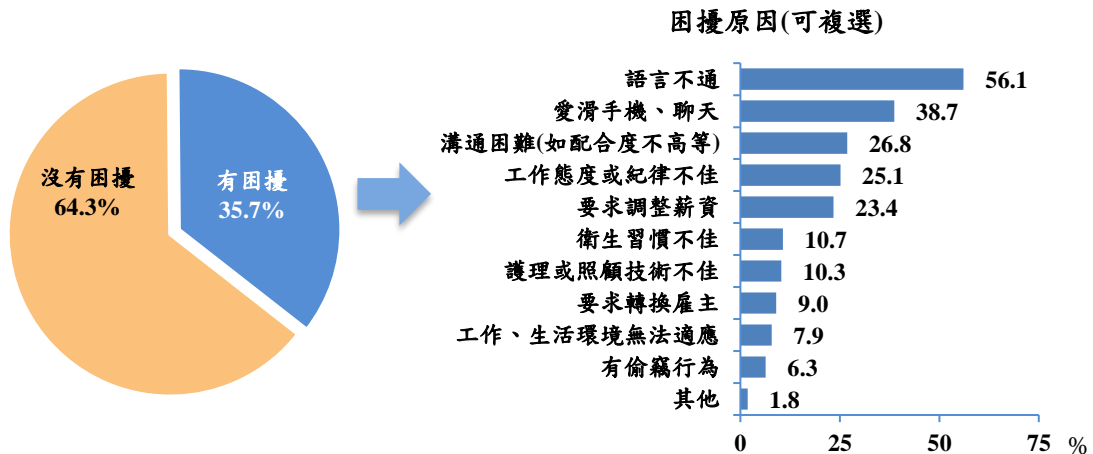 困擾原因(可複選)
沒有困擾
64.3%
有困擾
35.7%
語言不通 56.1
愛滑手機、聊天 38.7
溝通困難(如配合度不高等) 26.8
工作態度或紀律不佳 25.1
要求調整薪資 23.4
衛生習慣不佳 10.7
護理或照顧技術不佳 10.3
要求轉換雇主 9.0
工作、生活環境無法適應 7.9
有偷竊行為 6.3
其他 1.8
0 25 50 75 %